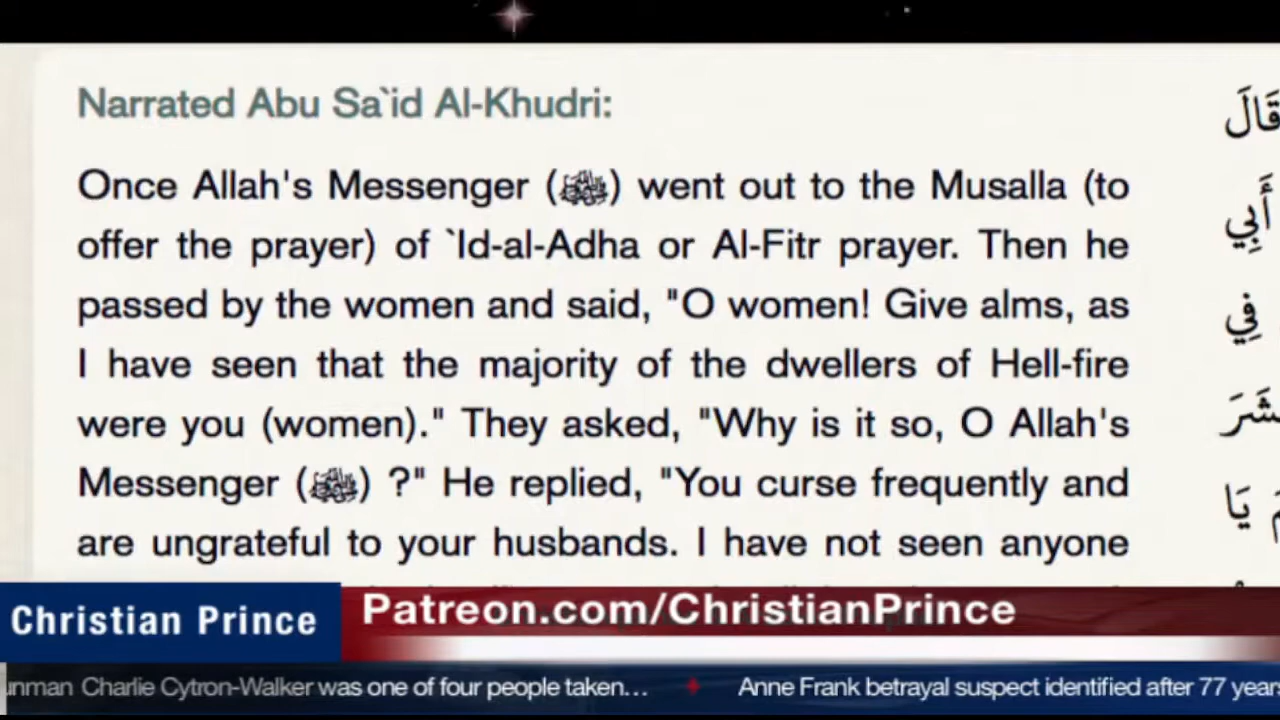 Narrated Abu Sa`id Al-Khudri:
قَالَ
Once Allah's Messenger (ﷺ) went out to the Musalla (to
أَبِي
offer the prayer) of `Id-al-Adha or Al-Fitr prayer. Then he
passed by the women and said, "O women! Give alms, as
فِي
I have seen that the majority of the dwellers of Hell-fire
were you (women)." They asked, "Why is it so, O Allah's
Messenger (ﷺ) ?" He replied, "You curse frequently and
يَا
are ungrateful to your husbands. I have not seen anyone
Christian Prince
Patreon.com/ChristianPrince
Charlie Cytron-Walker was one of four people taken... Anne Frank betrayal suspect identified after 77